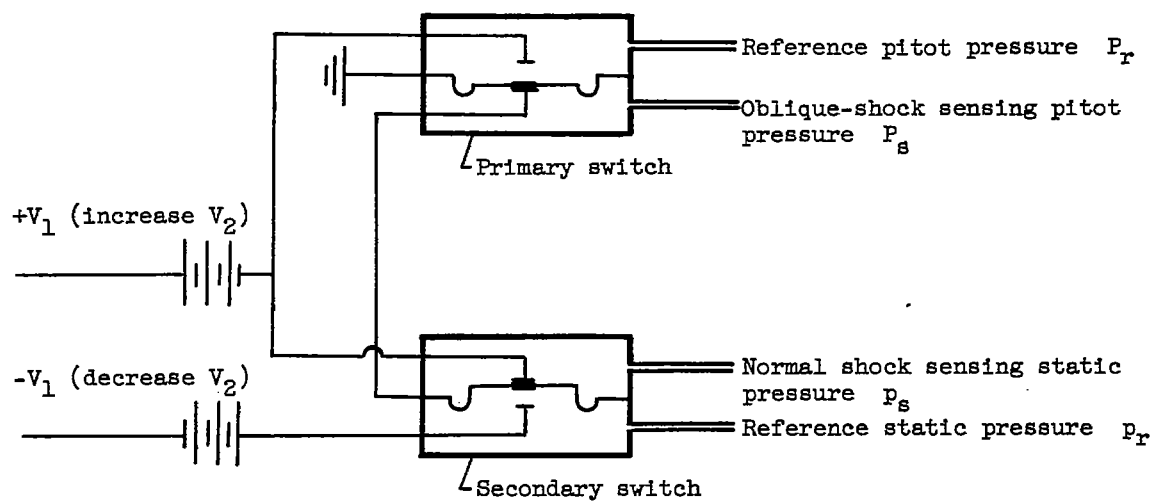 Reference pitot pressure P_r
Oblique-shock sensing pitot
pressure P_s
Primary switch
+V_1 (increase V_2)
-V_1 (decrease V_2)
Normal shock sensing static
pressure p_s
Reference static pressure p_r
Secondary switch